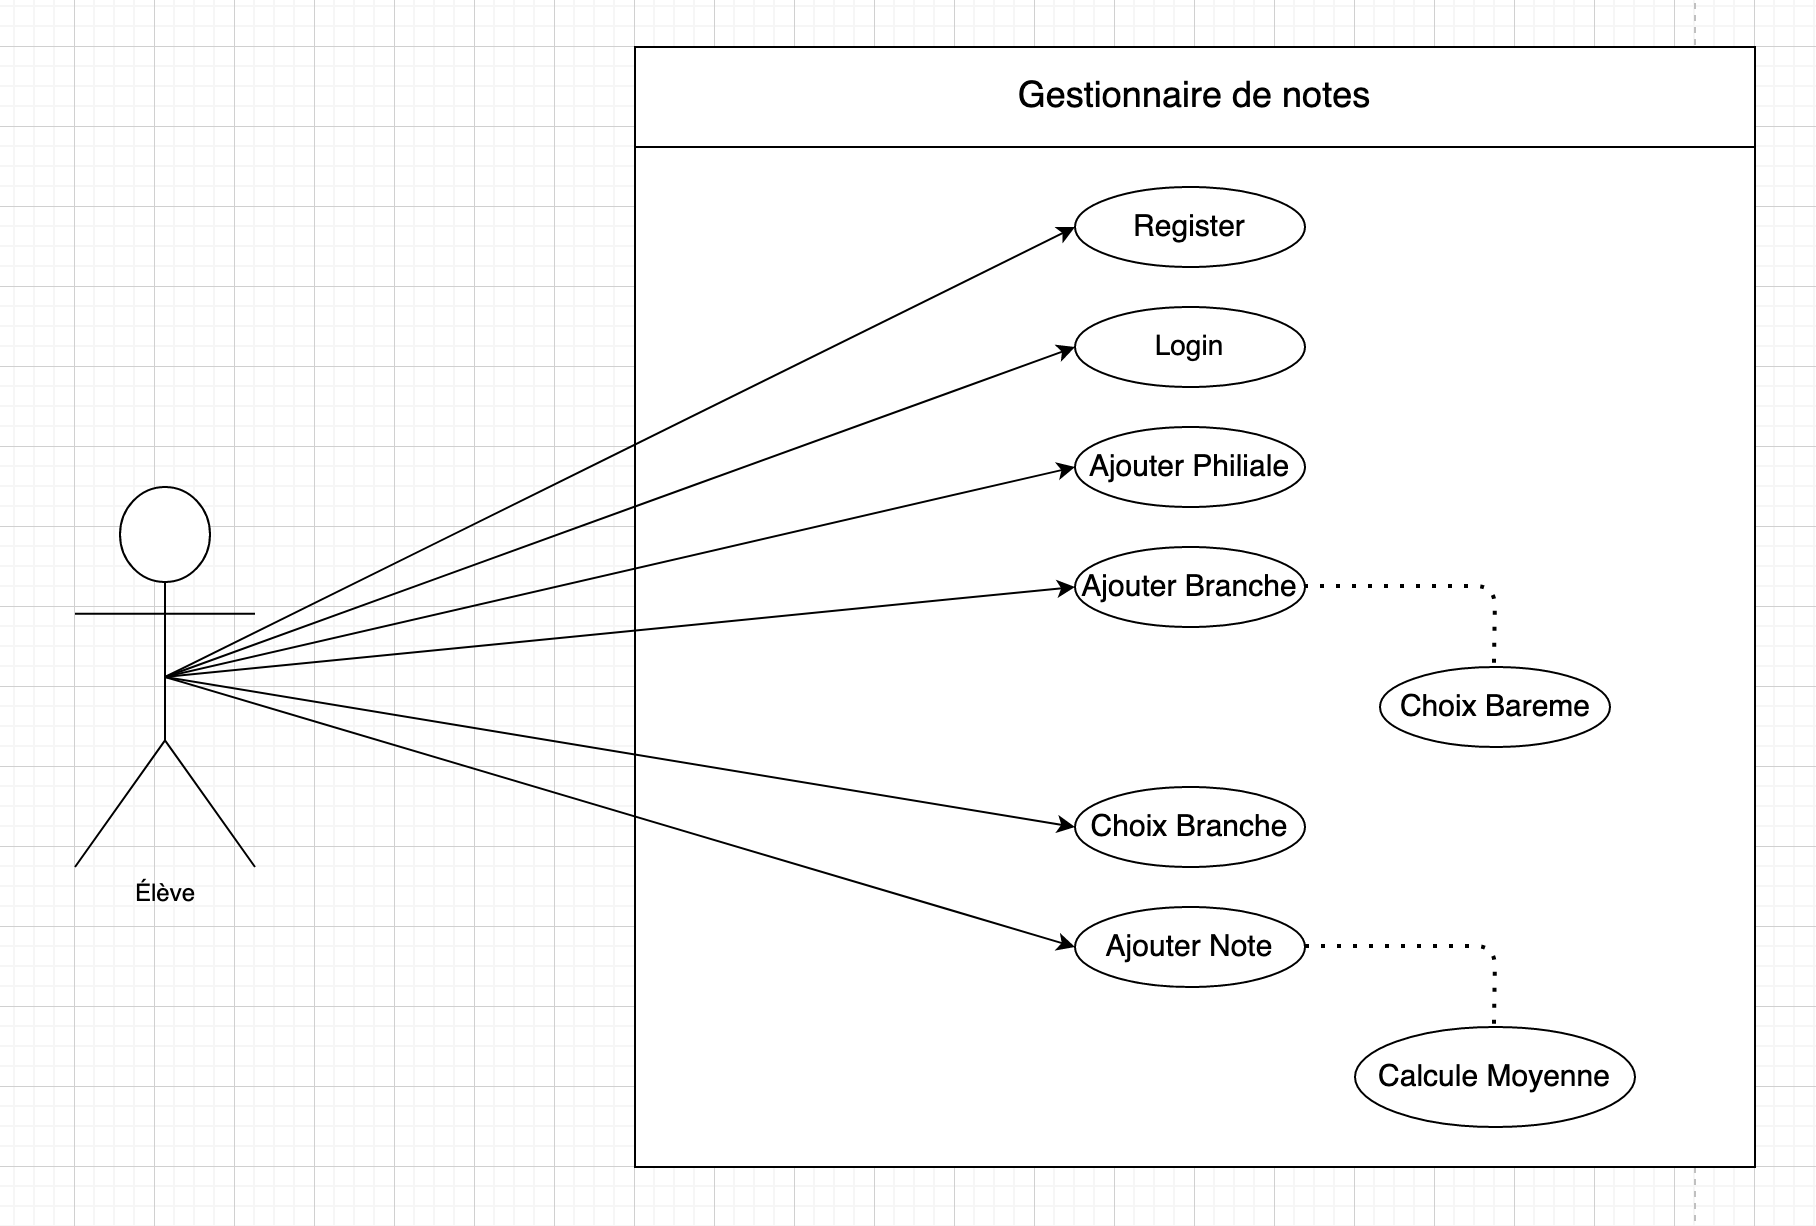 Gestionnaire de notes
Register
Login
Ajouter Philiale
Ajouter Branche
Choix Bareme
Choix Branche
Ajouter Note
Calcule Moyenne
Élève